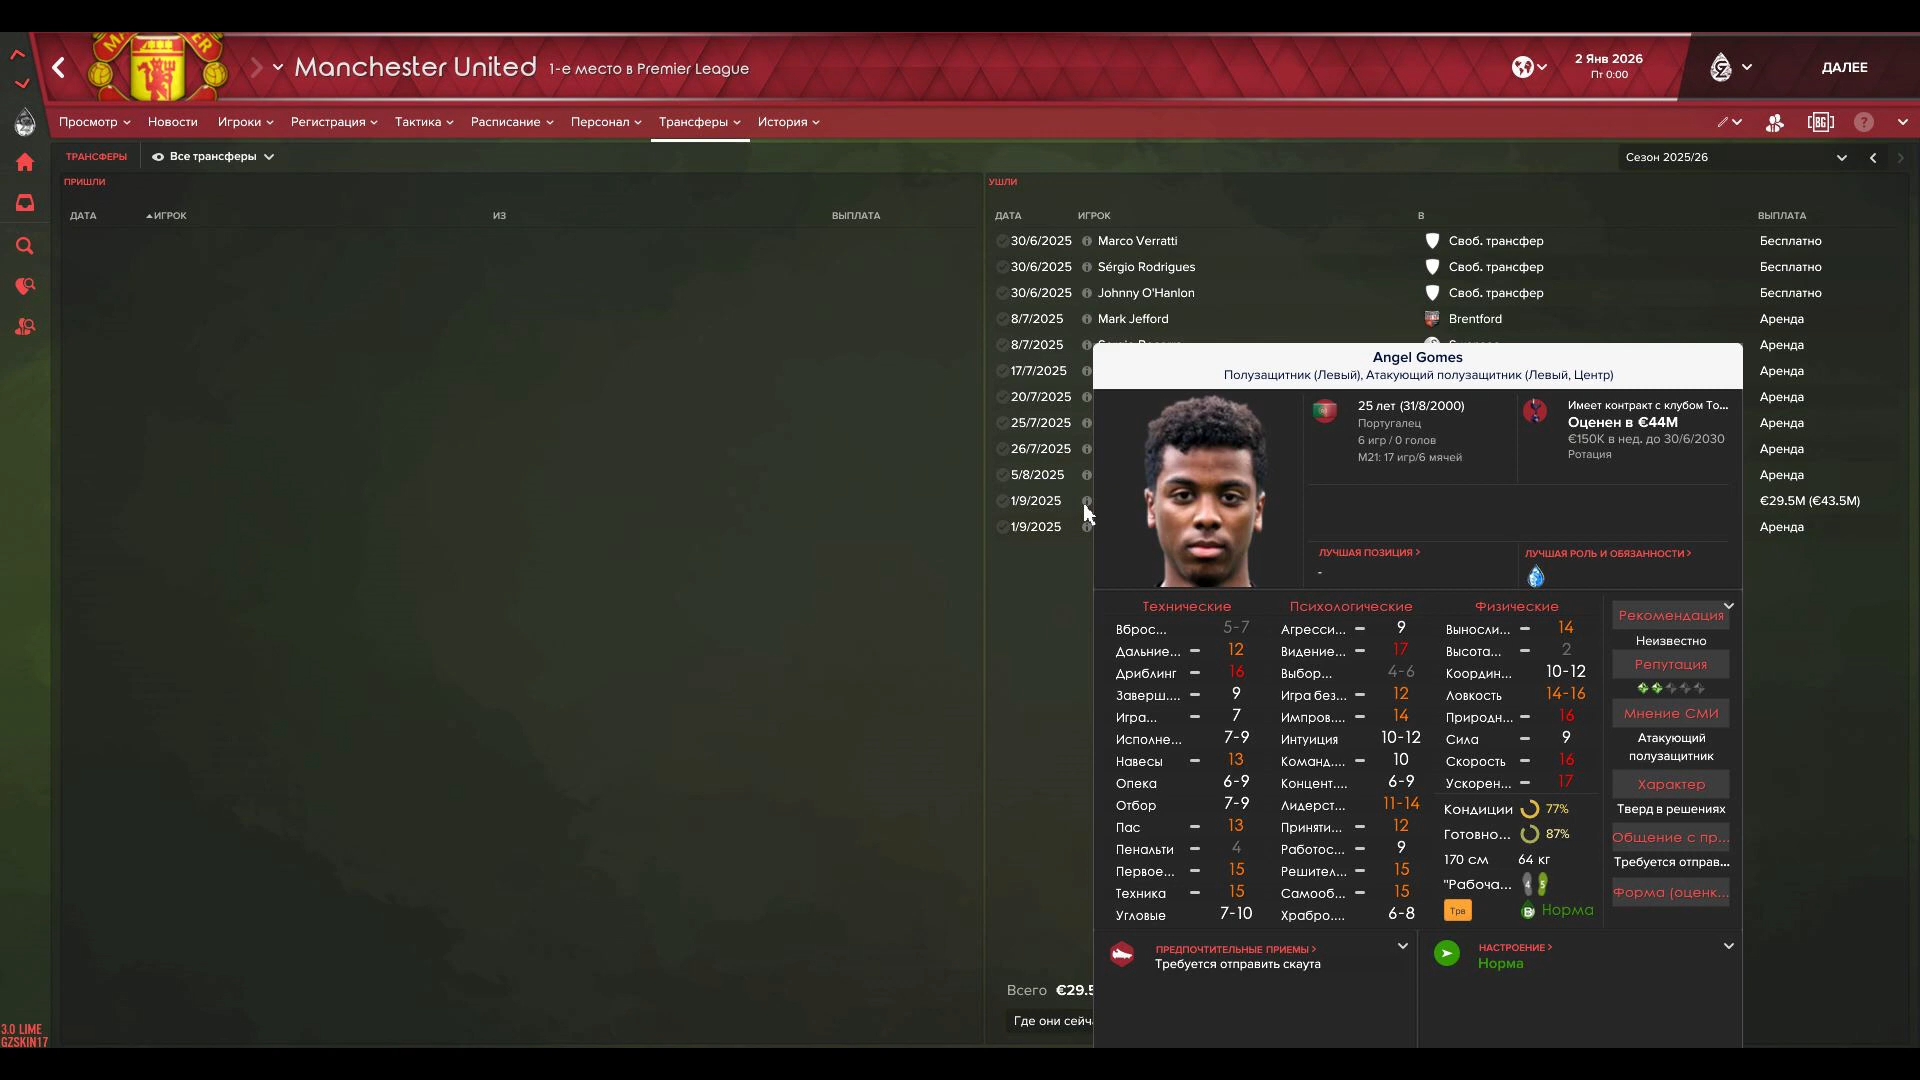 Manchester United 1-е место в Premier League
2 Янв 2026
Пт 0:00
ДАЛЕЕ
Просмотр Новости Игроки Регистрация Тактика Расписание Персонал Трансферы История
ТРАНСФЕРЫ Все трансферы
Сезон 2025/26
ПРИШЛИ
ДАТА ИГРОК ИЗ ВЫПЛАТА
УШЛИ
ДАТА ИГРОК В ВЫПЛАТА
30/6/2025 Marco Verratti Своб. трансфер Бесплатно
30/6/2025 Sérgio Rodrigues Своб. трансфер Бесплатно
30/6/2025 Johnny O'Hanlon Своб. трансфер Бесплатно
8/7/2025 Mark Jefford Brentford Аренда
8/7/2025 Аренда
17/7/2025 Аренда
20/7/2025 Аренда
25/7/2025 Аренда
26/7/2025 Аренда
5/8/2025 Аренда
1/9/2025 €29.5M (€43.5M)
1/9/2025 Аренда
Всего €29.5
Где они сейч
Angel Gomes
Полузащитник (Левый), Атакующий полузащитник (Левый, Центр)
25 лет (31/8/2000)
Португалец
6 игр / 0 голов
М21: 17 игр/6 мячей
Имеет контракт с клубом То...
Оценен в €44M
€150K в нед. до 30/6/2030
Ротация
ЛУЧШАЯ ПОЗИЦИЯ >
-
ЛУЧШАЯ РОЛЬ И ОБЯЗАННОСТИ >
Технические
Вброс... 5-7
Дальние... 12
Дриблинг 16
Заверш.... 9
Игра... 7
Исполне... 7-9
Навесы 13
Опека 6-9
Отбор 7-9
Пас 13
Пенальти 4
Первое... 15
Техника 15
Угловые 7-10
Психологические
Агресси... 9
Видение... 17
Выбор... 4-6
Игра без... 12
Импров.... 14
Интуиция 10-12
Команд.... 10
Концент.... 6-9
Лидерст... 11-14
Приняти... 12
Работос... 9
Решител... 15
Самооб... 15
Храбро.... 6-8
Физические
Выносли... 14
Высота... 2
Координ... 10-12
Ловкость 14-16
Природн... 16
Сила 9
Скорость 16
Ускорен... 17
Кондиции 77%
Готовно... 87%
170 см 64 кг
"Рабоча... 4 5
Трв Норма
Рекомендация
Неизвестно
Репутация
Мнение СМИ
Атакующий
полузащитник
Характер
Тверд в решениях
Общение с пр...
Требуется отправ...
Форма (оценк...
ПРЕДПОЧТИТЕЛЬНЫЕ ПРИЕМЫ >
Требуется отправить скаута
НАСТРОЕНИЕ >
Норма
3.0 LIME
GZSKIN17